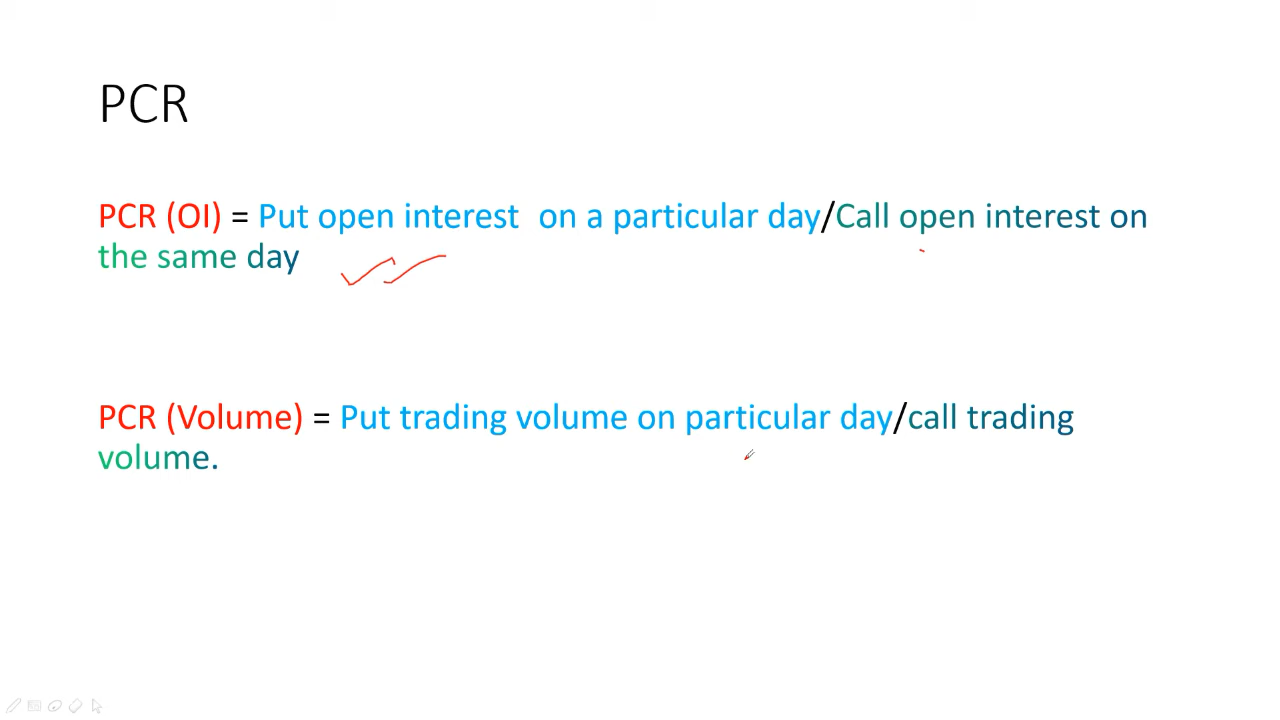 PCR
PCR (OI) = Put open interest  on a particular day/Call open interest on
the same day
PCR (Volume) = Put trading volume on particular day/call trading
volume.